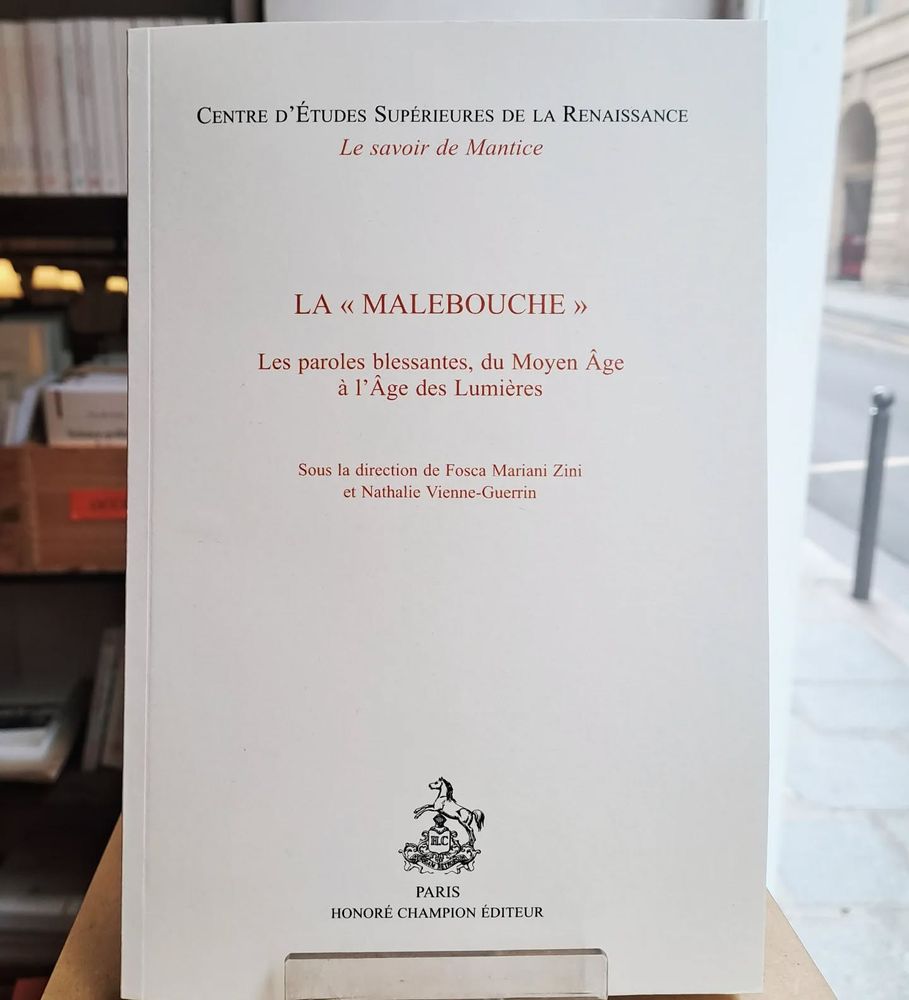 CENTRE D'ÉTUDES SUPÉRIEURES DE LA RENAISSANCE
Le savoir de Mantice
LA « MALEBOUCHE »
Les paroles blessantes, du Moyen Âge
à l'Âge des Lumières
Sous la direction de Fosca Mariani Zini
et Nathalie Vienne-Guerrin
H.C
PARIS
HONORÉ CHAMPION ÉDITEUR